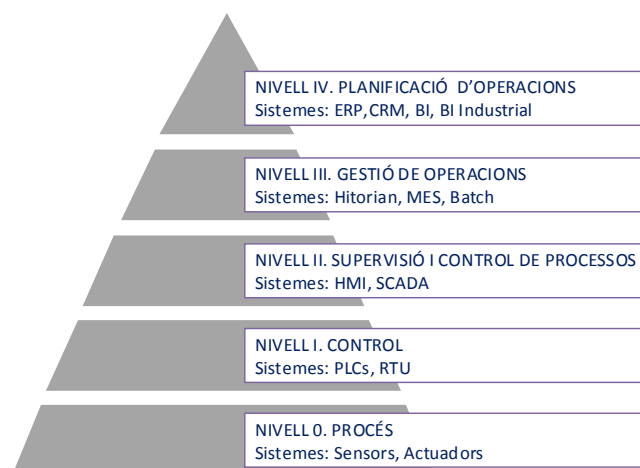 NIVELL IV. PLANIFICACIÓ D'OPERACIONS
Sistemes: ERP,CRM, BI, BI Industrial
NIVELL III. GESTIÓ DE OPERACIONS
Sistemes: Hitorian, MES, Batch
NIVELL II. SUPERVISIÓ I CONTROL DE PROCESSOS
Sistemes: HMI, SCADA
NIVELL I. CONTROL
Sistemes: PLCs, RTU
NIVELL 0. PROCÉS
Sistemes: Sensors, Actuadors